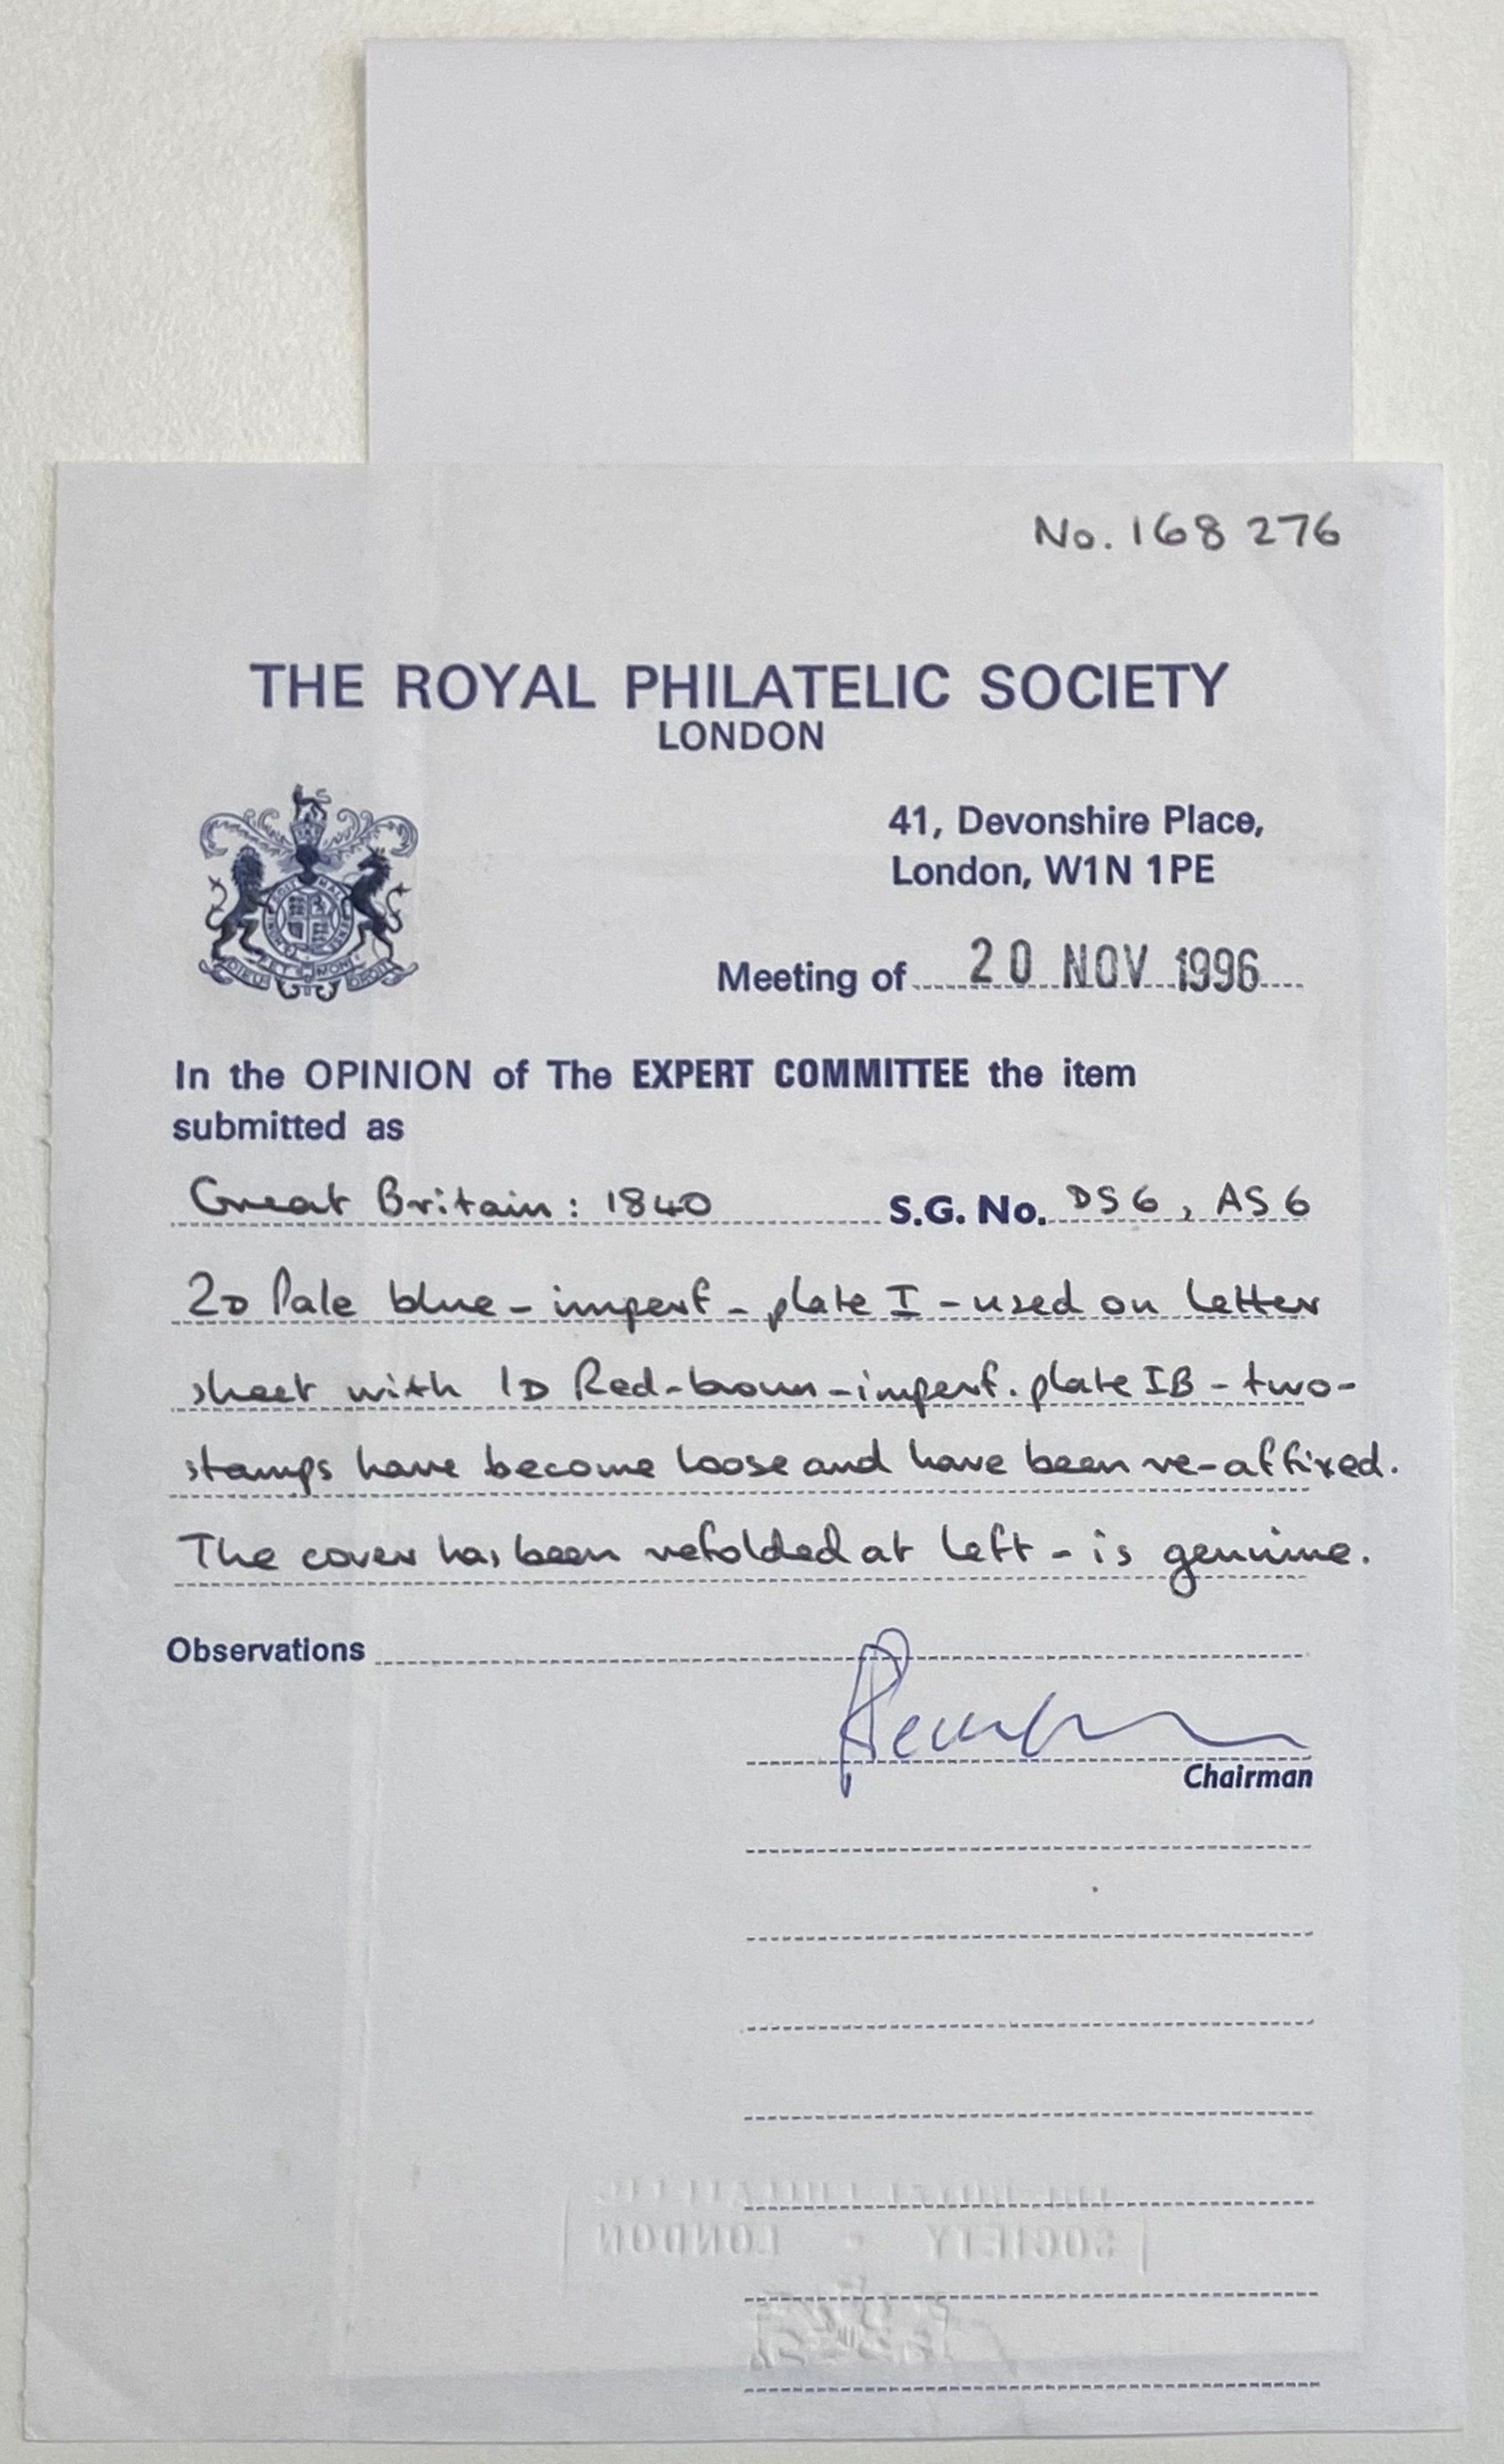 No. 168 276
THE ROYAL PHILATELIC SOCIETY
LONDON
41, Devonshire Place,
London, W1N 1PE
Meeting of 20 NOV 1996
In the OPINION of The EXPERT COMMITTEE the item
submitted as
Great Britain: 1840 S.G. No. DS6, AS6
2D Pale blue - imperf - plate I - used on letter
sheet with 1D Red-brown - imperf. plate IB - two -
stamps have become loose and have been re-affixed.
The cover has been refolded at left - is genuine.
Observations
Chairman
SOCIETY LONDON